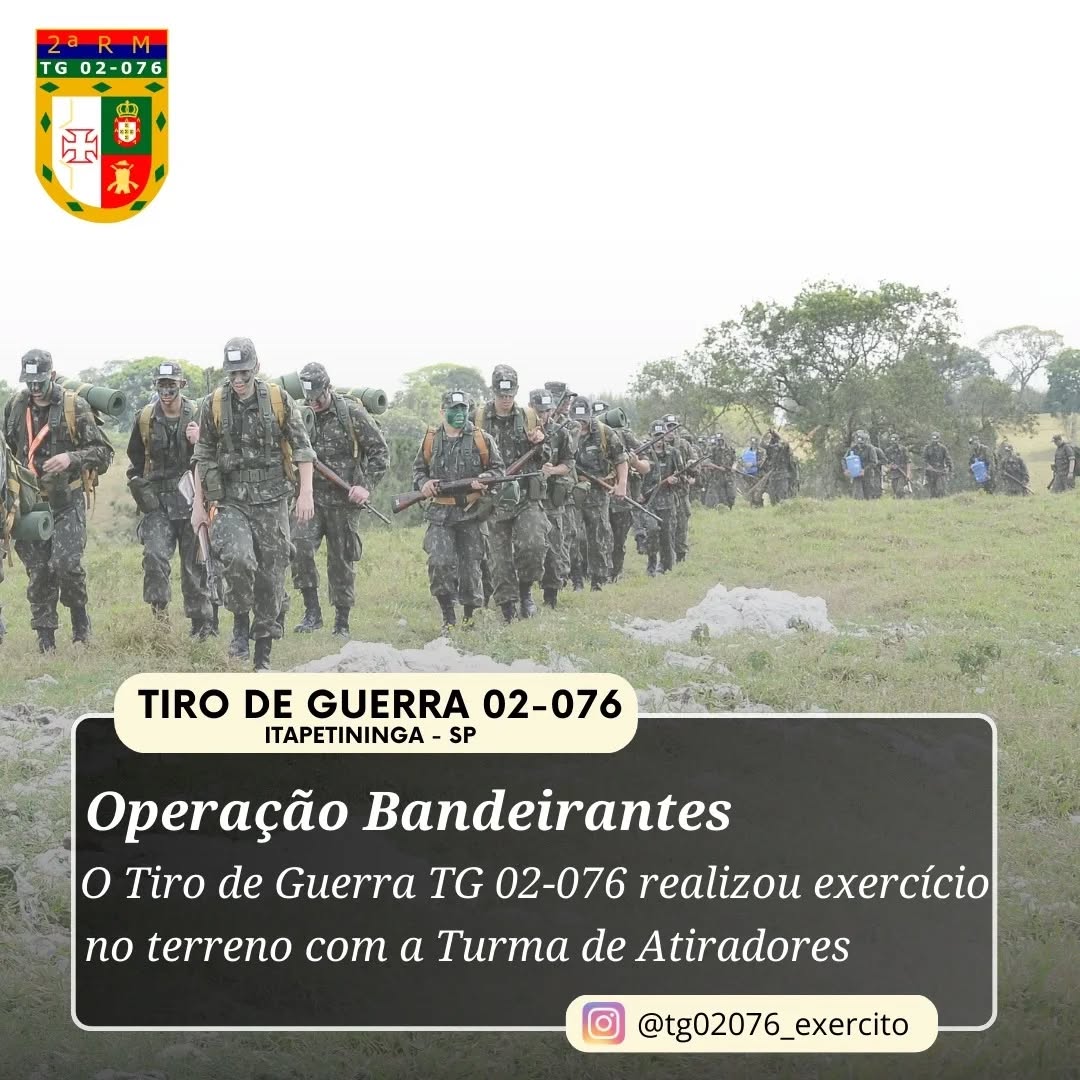 2ª R M
TG 02-076
TIRO DE GUERRA 02-076
ITAPETININGA - SP
Operação Bandeirantes
O Tiro de Guerra TG 02-076 realizou exercício
no terreno com a Turma de Atiradores
@tg02076_exercito